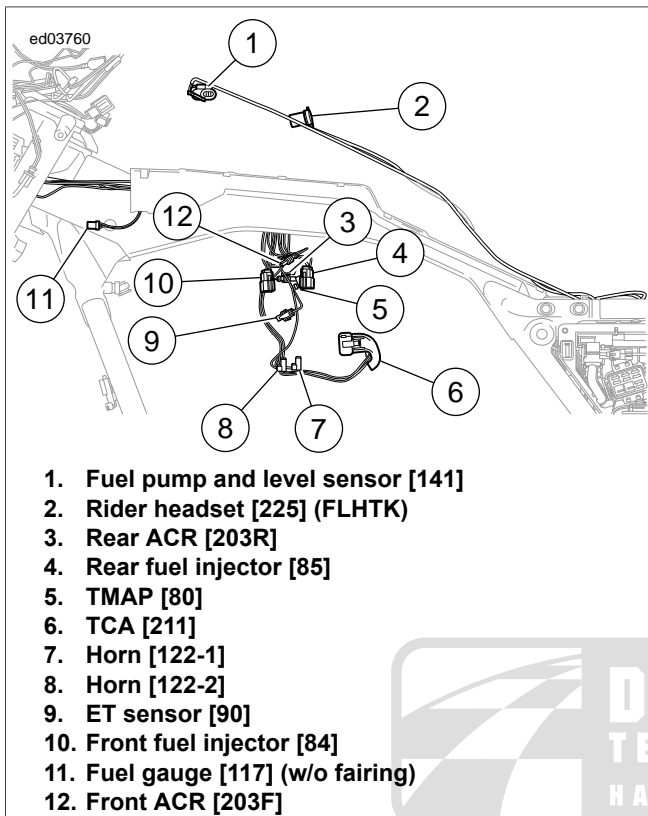 ed03760
1
2
12
3
4
10
11
5
9
6
8
7
1. Fuel pump and level sensor [141]
2. Rider headset [225] (FLHTK)
3. Rear ACR [203R]
4. Rear fuel injector [85]
5. TMAP [80]
6. TCA [211]
7. Horn [122-1]
8. Horn [122-2]
9. ET sensor [90]
10. Front fuel injector [84]
11. Fuel gauge [117] (w/o fairing)
12. Front ACR [203F]